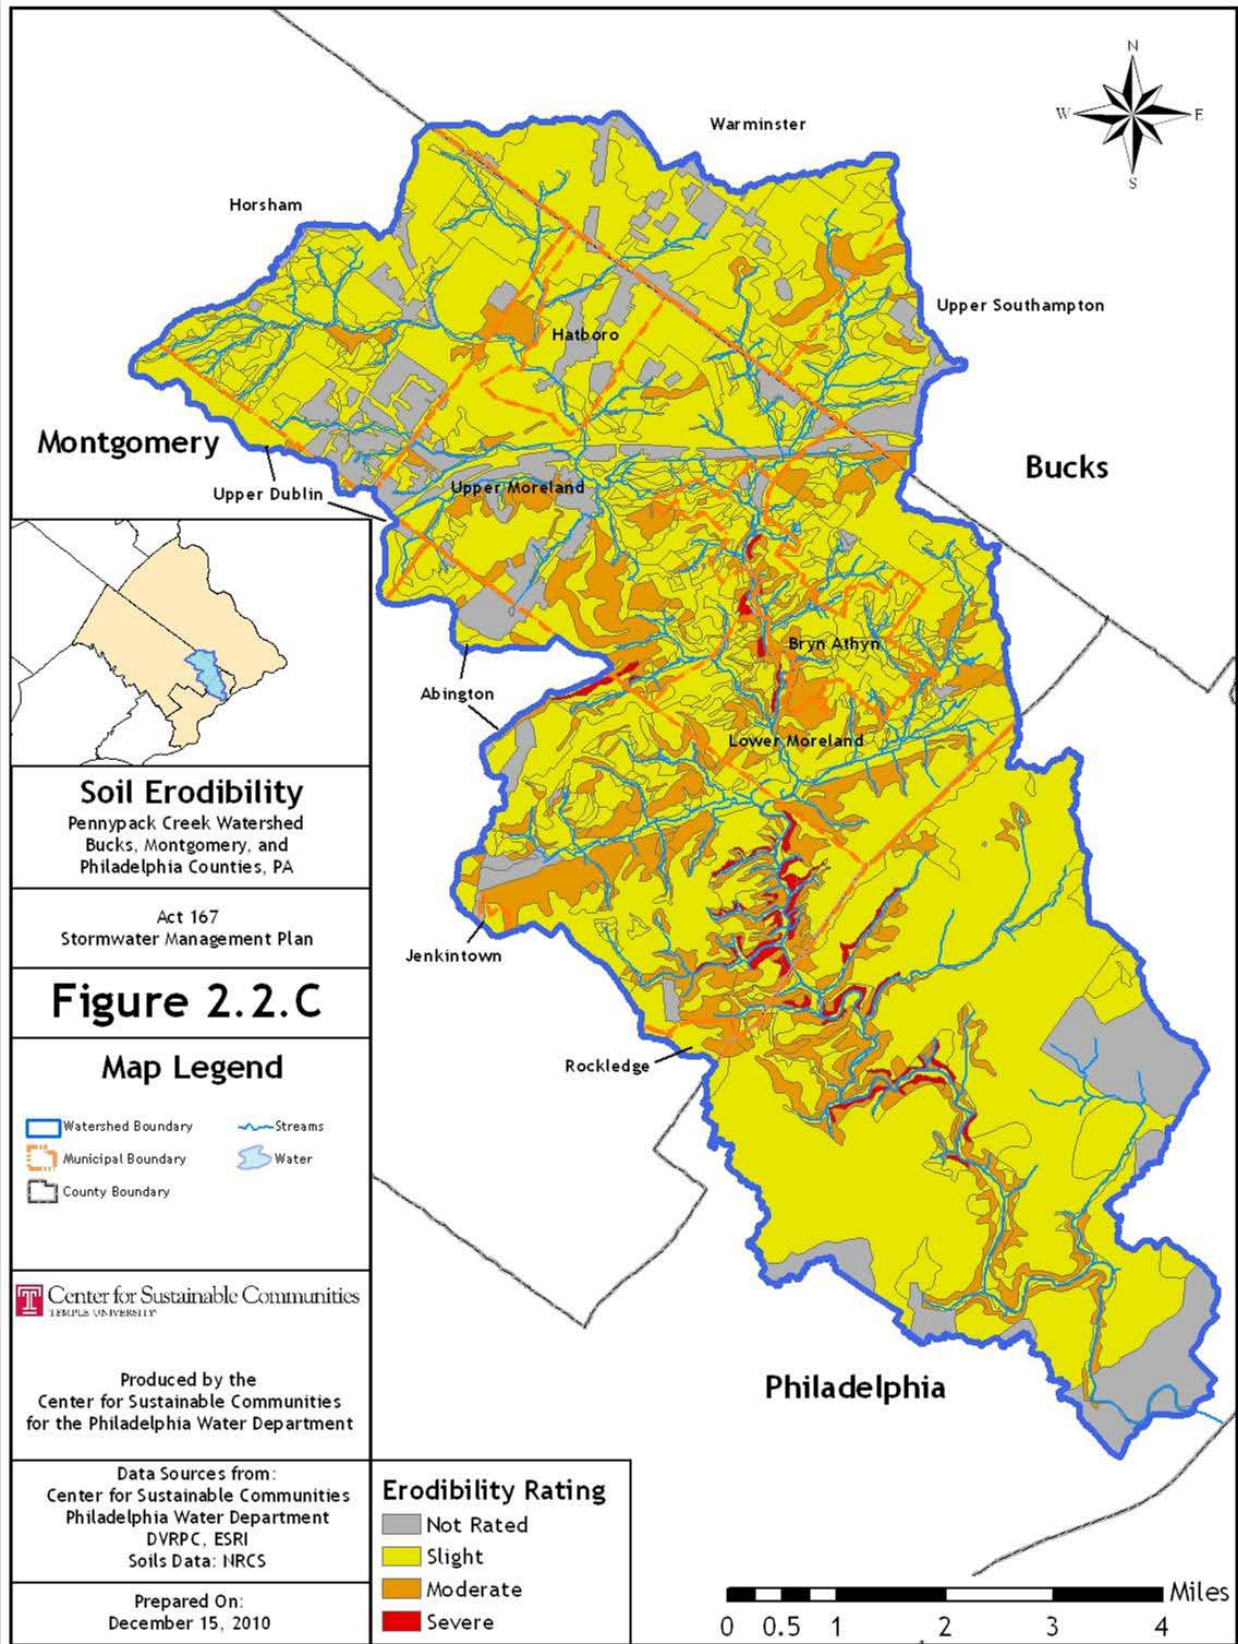 N
W
E
S
Warminster
Horsham
Upper Southampton
Hatboro
Montgomery
Bucks
Upper Dublin
Upper Moreland
Bryn Athyn
Abington
Lower Moreland
Jenkintown
Rockledge
Philadelphia
Soil Erodibility
Pennypack Creek Watershed
Bucks, Montgomery, and
Philadelphia Counties, PA
Act 167
Stormwater Management Plan
Figure 2.2.C
Map Legend
Watershed Boundary
Streams
Municipal Boundary
Water
County Boundary
Center for Sustainable Communities
TEMPLE UNIVERSITY
Produced by the
Center for Sustainable Communities
for the Philadelphia Water Department
Data Sources from:
Center for Sustainable Communities
Philadelphia Water Department
DVRPC, ESRI
Soils Data: NRCS
Prepared On:
December 15, 2010
Erodibility Rating
Not Rated
Slight
Moderate
Severe
Miles
0 0.5 1 2 3 4